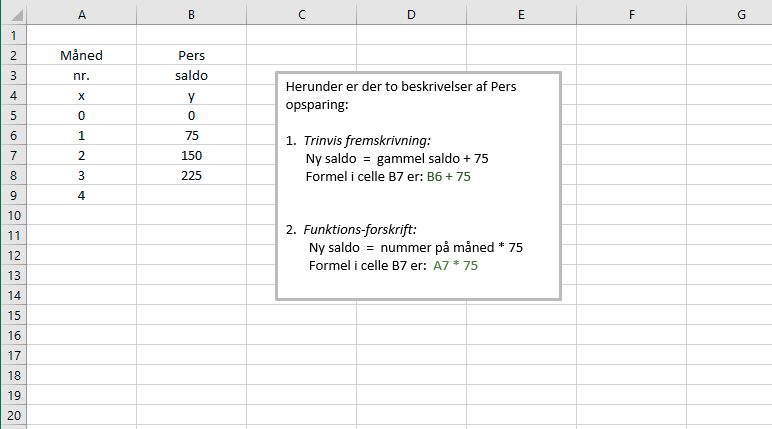 A B C D E F G
1
2 Måned Pers
3 nr. saldo
4 x y
5 0 0
6 1 75
7 2 150
8 3 225
9 4
10
11
12
13
14
15
16
17
18
19
20
Herunder er der to beskrivelser af Pers
opsparing:
1. Trinvis fremskrivning:
Ny saldo = gammel saldo + 75
Formel i celle B7 er: B6 + 75
2. Funktions-forskrift:
Ny saldo = nummer på måned * 75
Formel i celle B7 er: A7 * 75